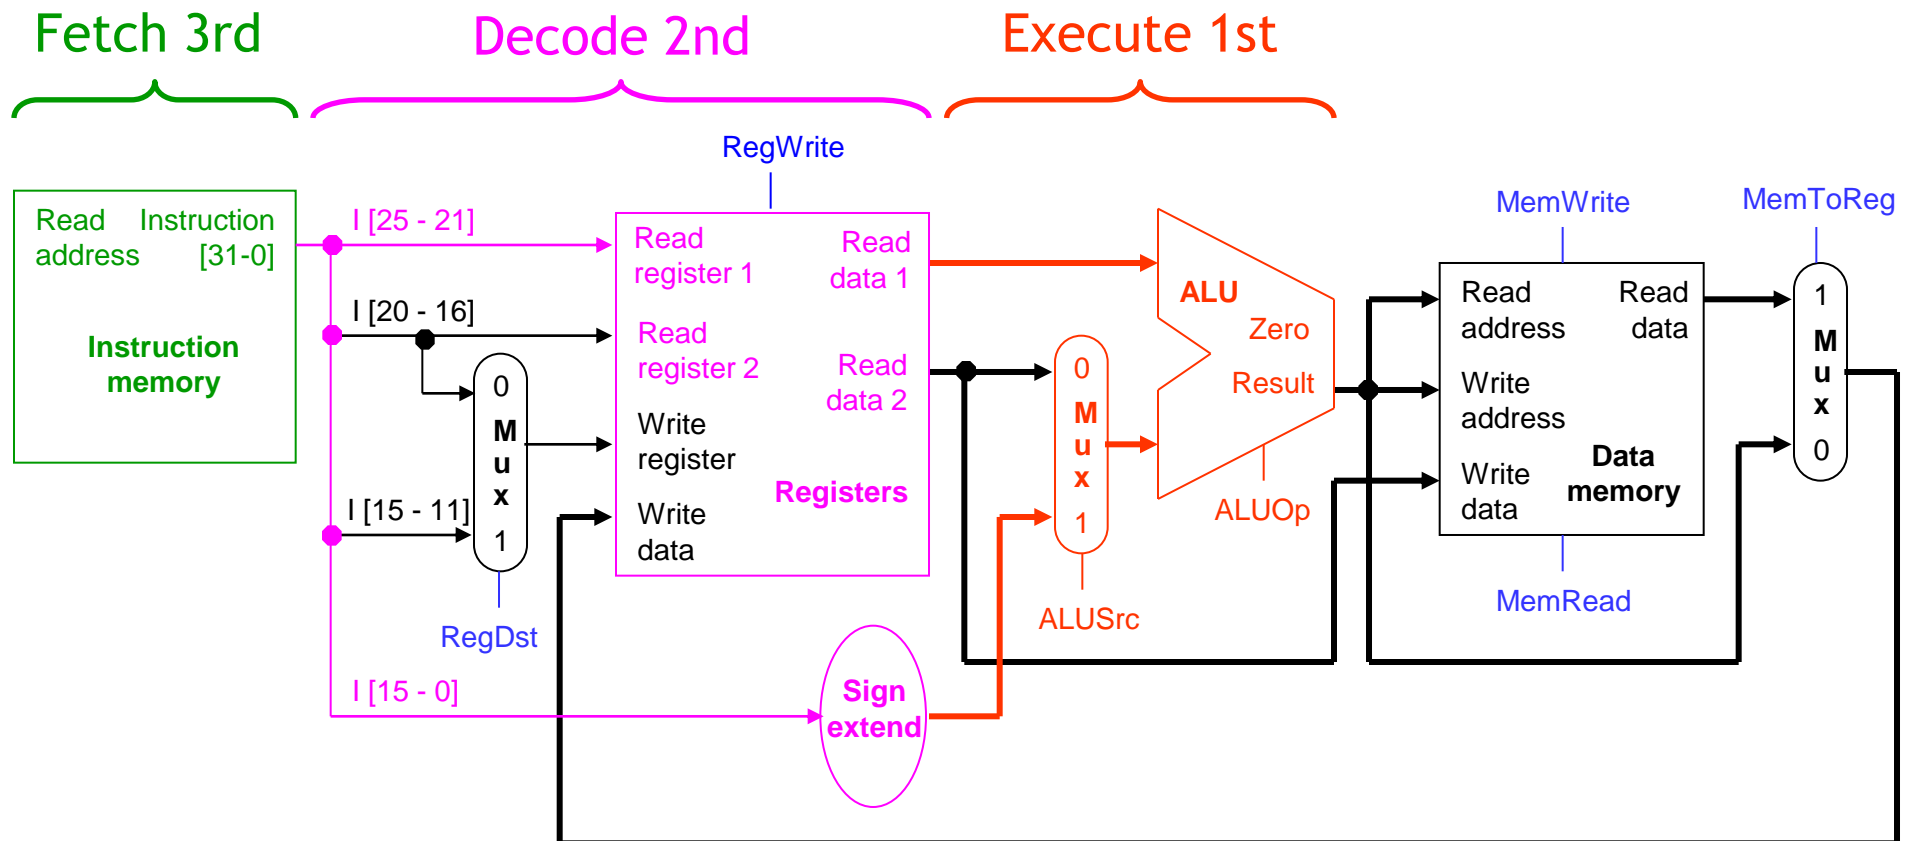 Fetch 3rd
Decode 2nd
Execute 1st
RegWrite
MemWrite
MemToReg
Read Instruction
address [31-0]
Instruction
memory
I [25 - 21]
I [20 - 16]
I [15 - 11]
I [15 - 0]
0
M
u
x
1
RegDst
Read
register 1
Read
data 1
Read
register 2
Read
data 2
Write
register
Registers
Write
data
Sign
extend
0
M
u
x
1
ALUSrc
ALU
Zero
Result
ALUOp
Read
address
Read
data
Write
address
Data
memory
Write
data
MemRead
1
M
u
x
0